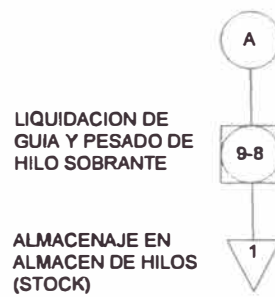 A
LIQUIDACION DE
GUIA Y PESADO DE
HILO SOBRANTE
9-8
ALMACENAJE EN
ALMACEN DE HILOS
(STOCK)
1